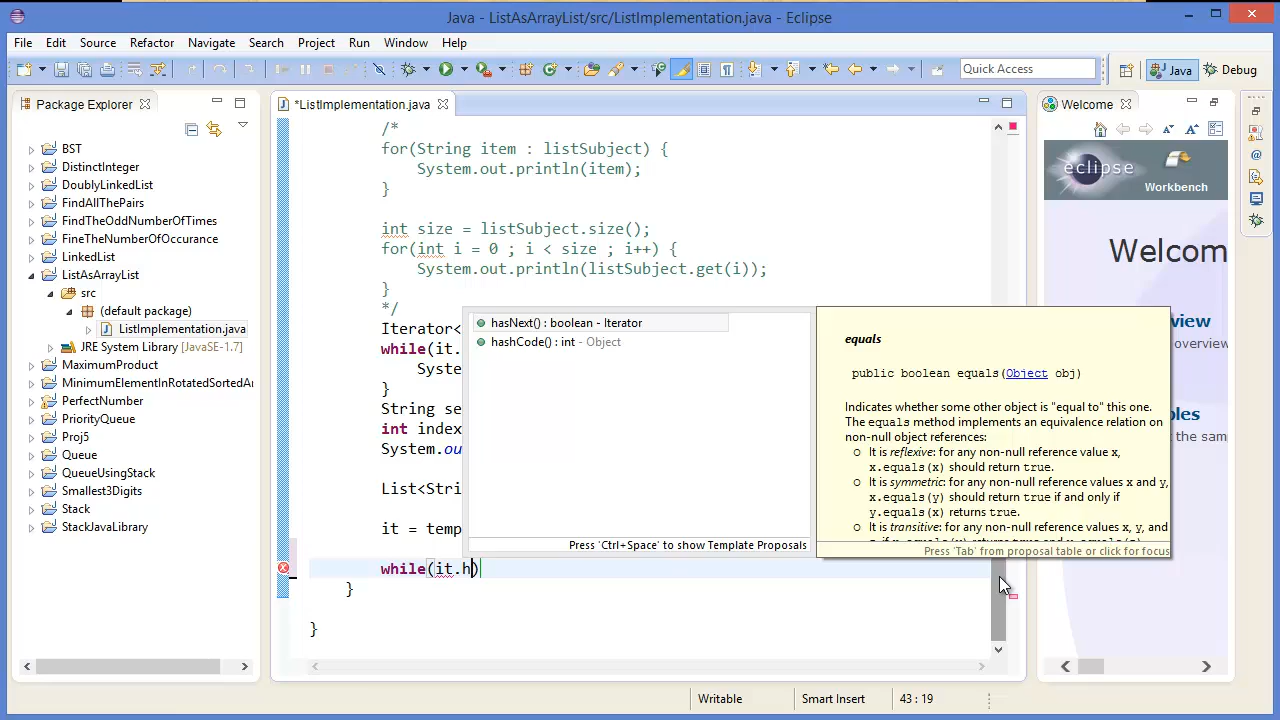 Java - ListAsArrayList/src/ListImplementation.java - Eclipse
File Edit Source Refactor Navigate Search Project Run Window Help
Quick Access
Java
Debug
Package Explorer
*ListImplementation.java
Welcome
BST
DistinctInteger
DoublyLinkedList
FindAllThePairs
FindTheOddNumberOfTimes
FineTheNumberOfOccurance
LinkedList
ListAsArrayList
src
(default package)
ListImplementation.java
JRE System Library [JavaSE-1.7]
MaximumProduct
MinimumElementInRotatedSortedAr
PerfectNumber
PriorityQueue
Proj5
Queue
QueueUsingStack
Smallest3Digits
Stack
StackJavaLibrary
/*
for(String item : listSubject) {
System.out.println(item);
}
int size = listSubject.size();
for(int i = 0 ; i < size ; i++) {
System.out.println(listSubject.get(i));
}
*/
Iterator<
while(it.
Syste
}
String se
int index
System.ou
List<Stri
it = temp
while(it.h)
}
}
hasNext() : boolean - Iterator
hashCode() : int - Object
Press 'Ctrl+Space' to show Template Proposals
equals
public boolean equals(Object obj)
Indicates whether some other object is "equal to" this one.
The equals method implements an equivalence relation on
non-null object references:
It is reflexive: for any non-null reference value x,
x.equals(x) should return true.
It is symmetric: for any non-null reference values x and y,
x.equals(y) should return true if and only if
y.equals(x) returns true.
It is transitive: for any non-null reference values x, y, and
Press 'Tab' from proposal table or click for focus
eclipse
Workbench
Welcom
view
overview
ples
t the sam
Writable
Smart Insert
43 : 19